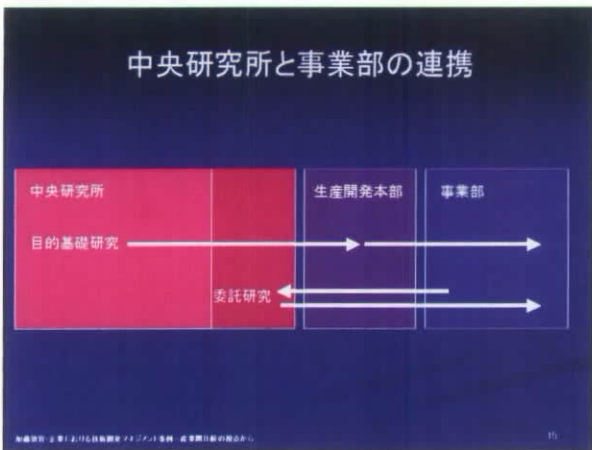 中央研究所と事業部の連携
中央研究所
生産開発本部
事業部
目的基礎研究
委託研究
15